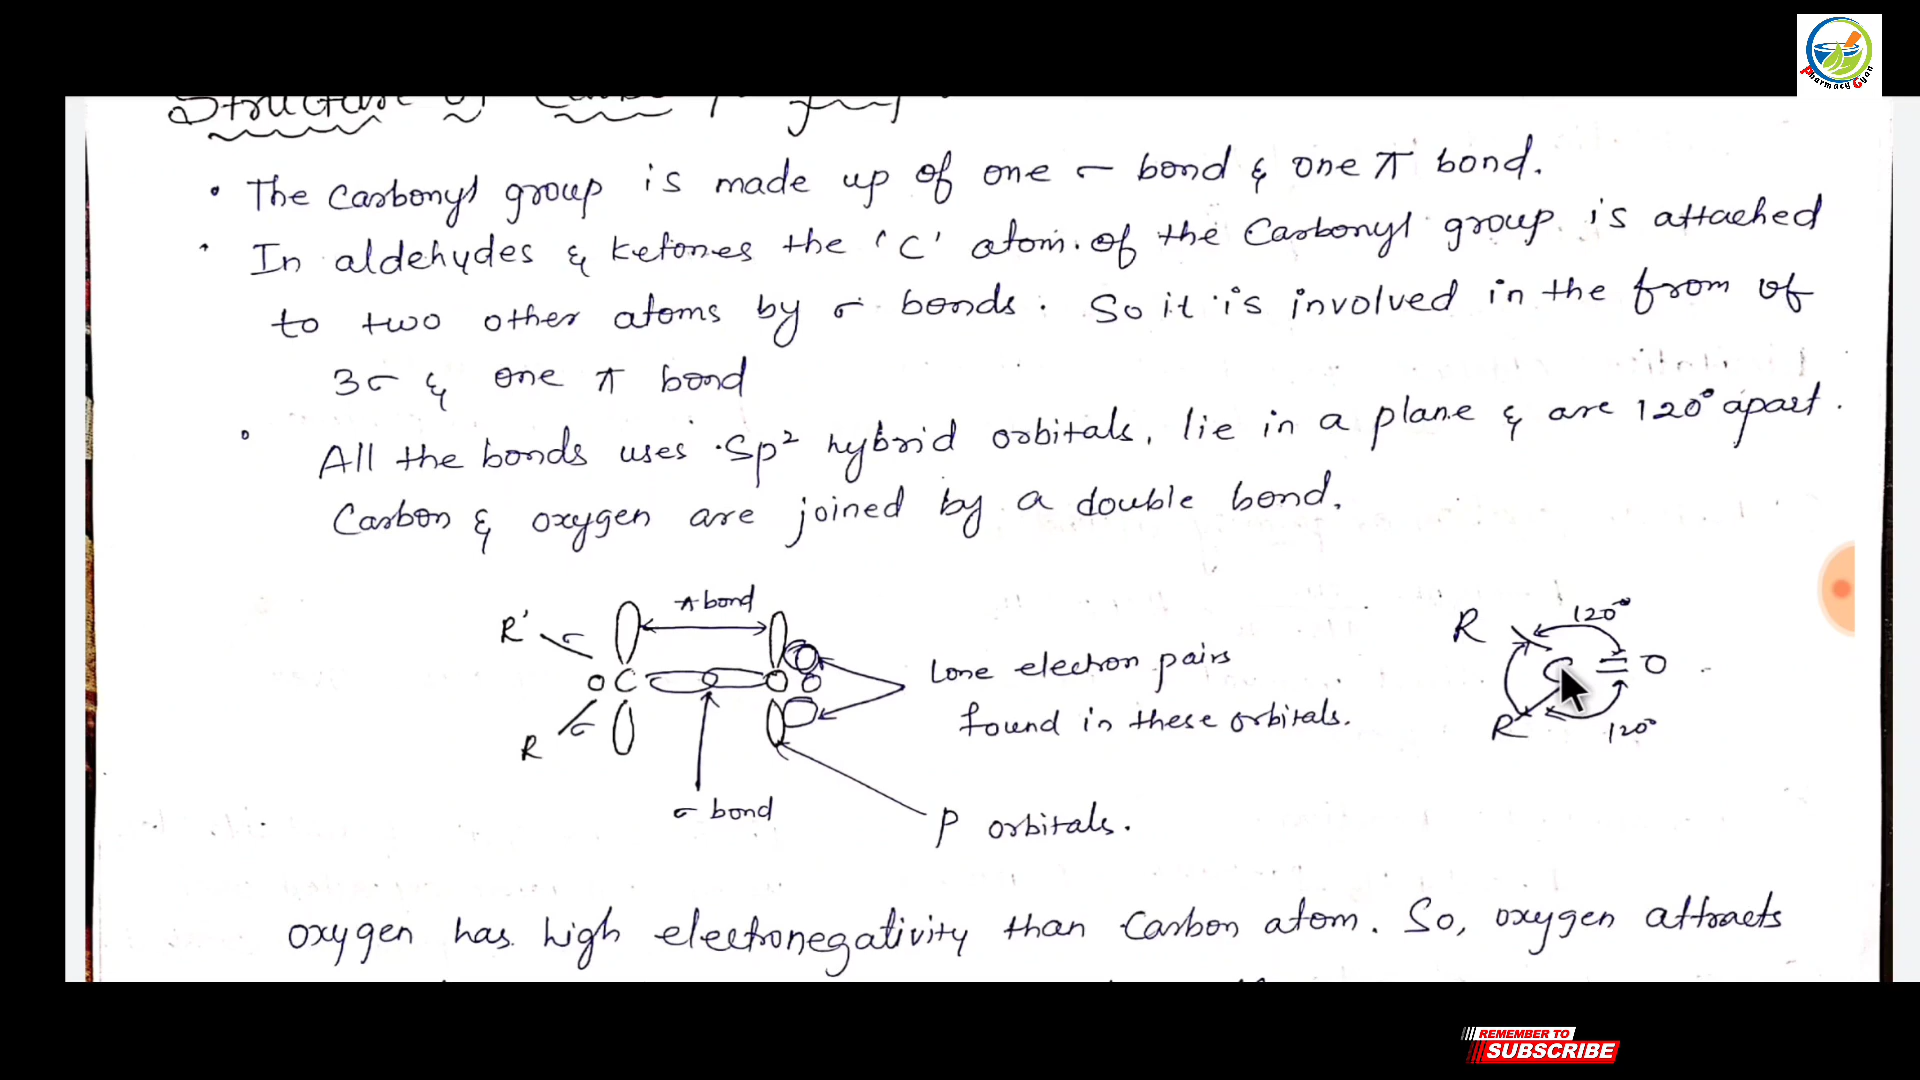 Structure of
• The Carbonyl group is made up of one σ bond & one π bond.
• In aldehydes & ketones the 'C' atom of the Carbonyl group is attached
to two other atoms by σ bonds. So it is involved in the from of
3σ & one π bond
• All the bonds uses Sp² hybrid orbitals, lie in a plane & are 120° apart.
Carbon & oxygen are joined by a double bond.
π bond
R' σ
C O
R σ
σ bond
Lone electron pairs
found in these orbitals.
P orbitals.
R 120°
C = O
R 120°
oxygen has high electronegativity than Carbon atom. So, oxygen attracts
Pharmacy Gyan
REMEMBER TO
SUBSCRIBE